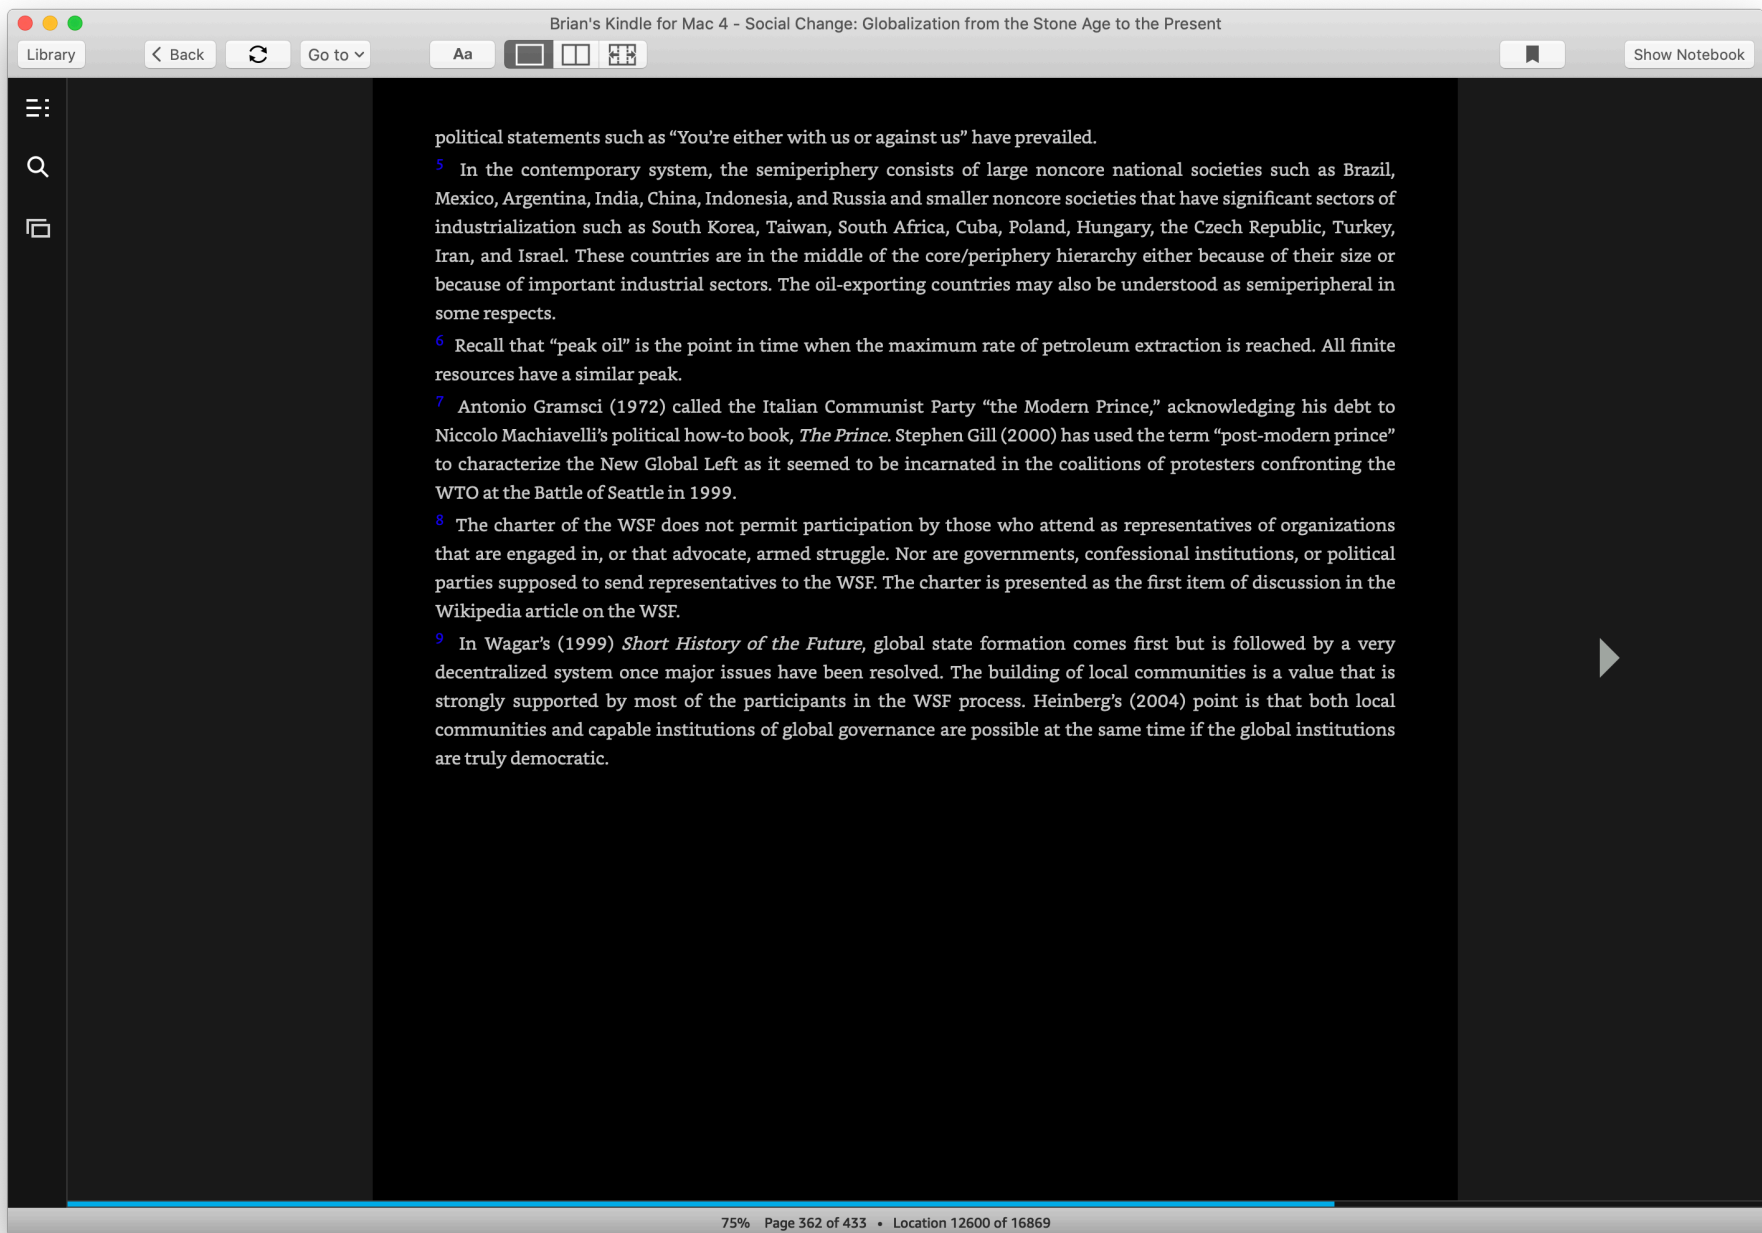 Brian's Kindle for Mac 4 - Social Change: Globalization from the Stone Age to the Present
Library
Back
Go to
Aa
Show Notebook
political statements such as “You’re either with us or against us” have prevailed.
5 In the contemporary system, the semiperiphery consists of large noncore national societies such as Brazil,
Mexico, Argentina, India, China, Indonesia, and Russia and smaller noncore societies that have significant sectors of
industrialization such as South Korea, Taiwan, South Africa, Cuba, Poland, Hungary, the Czech Republic, Turkey,
Iran, and Israel. These countries are in the middle of the core/periphery hierarchy either because of their size or
because of important industrial sectors. The oil-exporting countries may also be understood as semiperipheral in
some respects.
6 Recall that “peak oil” is the point in time when the maximum rate of petroleum extraction is reached. All finite
resources have a similar peak.
7 Antonio Gramsci (1972) called the Italian Communist Party “the Modern Prince,” acknowledging his debt to
Niccolo Machiavelli’s political how-to book, The Prince. Stephen Gill (2000) has used the term “post-modern prince”
to characterize the New Global Left as it seemed to be incarnated in the coalitions of protesters confronting the
WTO at the Battle of Seattle in 1999.
8 The charter of the WSF does not permit participation by those who attend as representatives of organizations
that are engaged in, or that advocate, armed struggle. Nor are governments, confessional institutions, or political
parties supposed to send representatives to the WSF. The charter is presented as the first item of discussion in the
Wikipedia article on the WSF.
9 In Wagar’s (1999) Short History of the Future, global state formation comes first but is followed by a very
decentralized system once major issues have been resolved. The building of local communities is a value that is
strongly supported by most of the participants in the WSF process. Heinberg’s (2004) point is that both local
communities and capable institutions of global governance are possible at the same time if the global institutions
are truly democratic.
75% Page 362 of 433 • Location 12600 of 16869